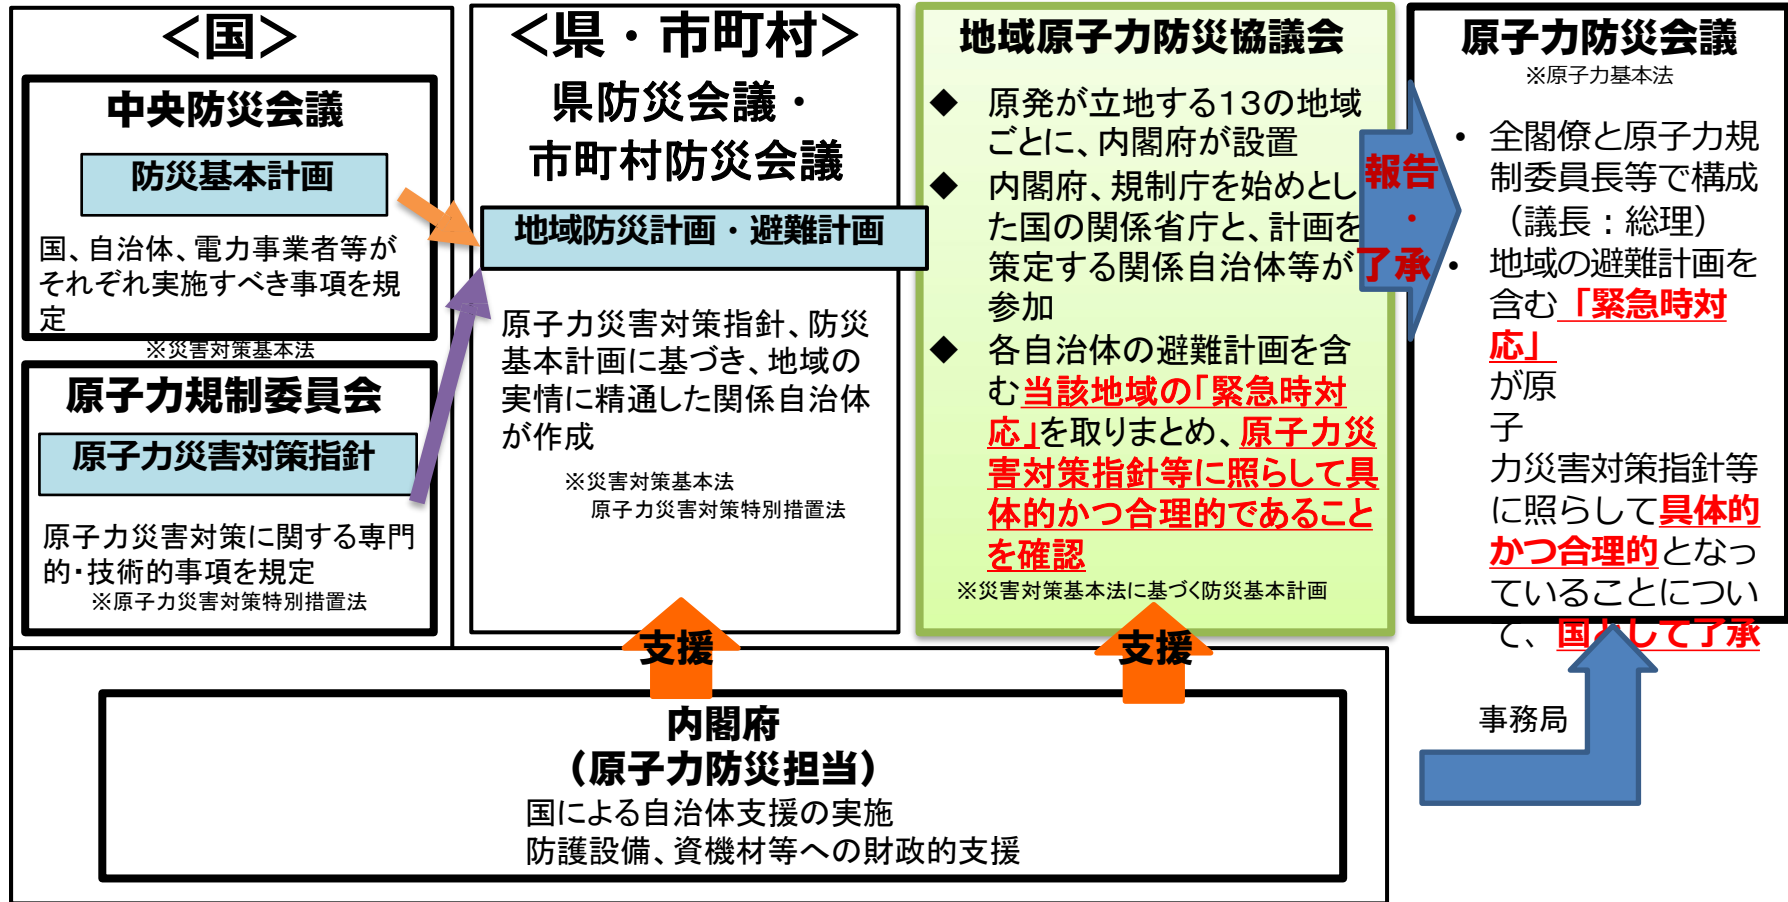 ＜国＞
中央防災会議
防災基本計画
国、自治体、電力事業者等が
それぞれ実施すべき事項を規
定
※災害対策基本法
原子力規制委員会
原子力災害対策指針
原子力災害対策に関する専門
的・技術的事項を規定
※原子力災害対策特別措置法
＜県・市町村＞
県防災会議・
市町村防災会議
地域防災計画・避難計画
原子力災害対策指針、防災
基本計画に基づき、地域の
実情に精通した関係自治体
が作成
※災害対策基本法
原子力災害対策特別措置法
地域原子力防災協議会
◆ 原発が立地する13の地域
ごとに、内閣府が設置
◆ 内閣府、規制庁を始めとし
た国の関係省庁と、計画を
策定する関係自治体等が
参加
◆ 各自治体の避難計画を含
む当該地域の「緊急時対
応」を取りまとめ、原子力災
害対策指針等に照らして具
体的かつ合理的であること
を確認
※災害対策基本法に基づく防災基本計画
報告
・
了承
原子力防災会議
※原子力基本法
• 全閣僚と原子力規
制委員長等で構成
（議長：総理）
• 地域の避難計画を
含む「緊急時対
応」
が原
子
力災害対策指針等
に照らして具体的
かつ合理的となっ
ていることについ
て、国として了承
支援
支援
内閣府
（原子力防災担当）
国による自治体支援の実施
防護設備、資機材等への財政的支援
事務局